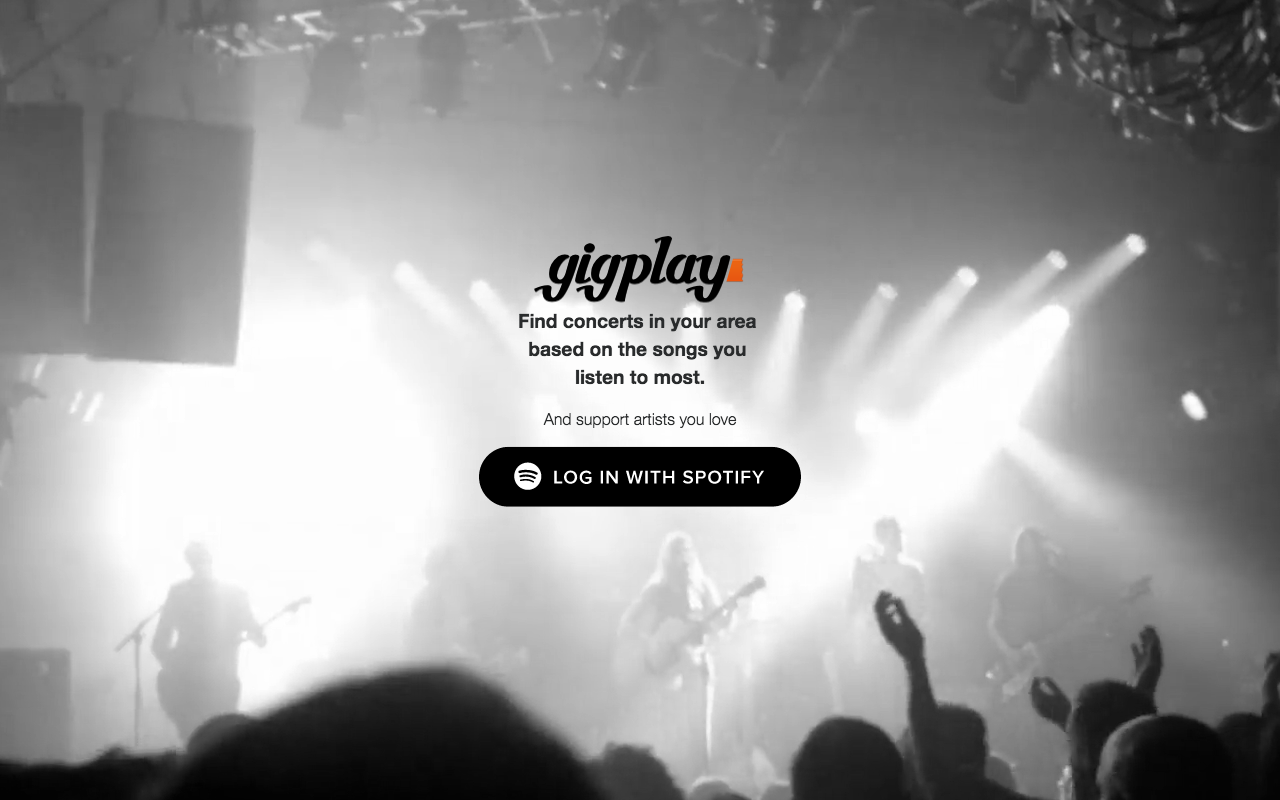 gigplay
Find concerts in your area
based on the songs you
listen to most.
And support artists you love
LOG IN WITH SPOTIFY